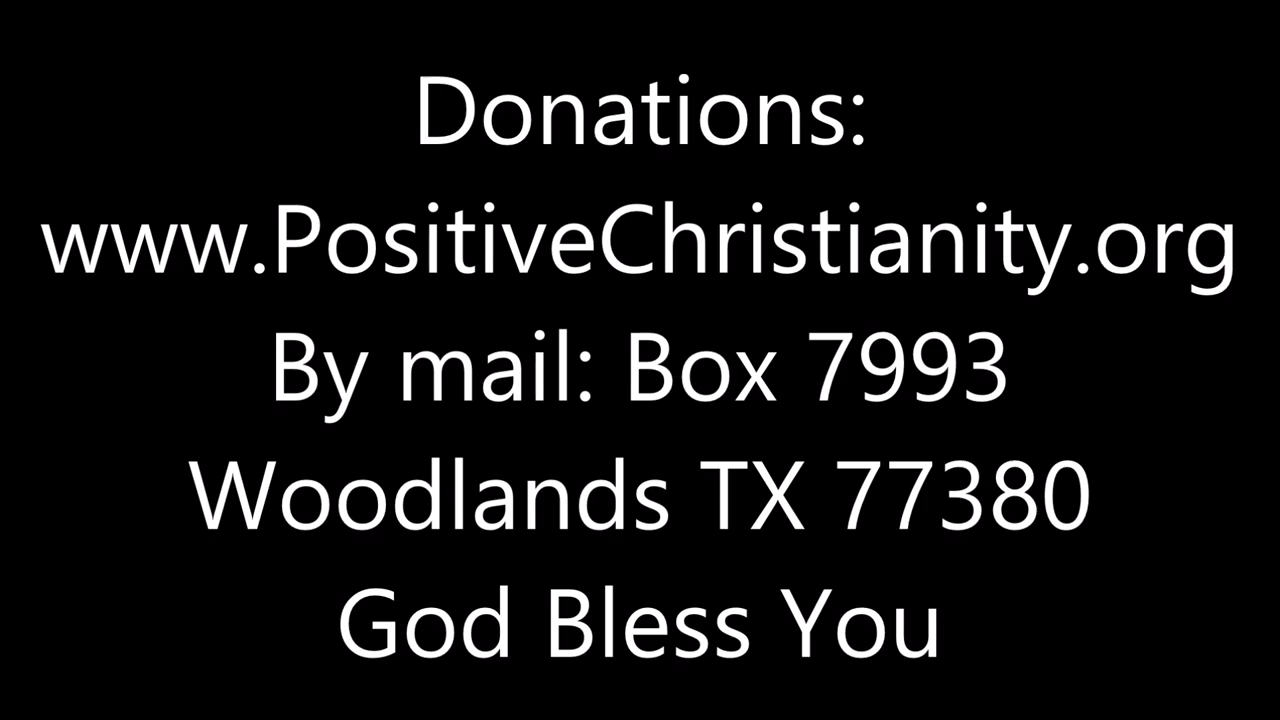 Donations:
www.PositiveChristianity.org
By mail: Box 7993
Woodlands TX 77380
God Bless You